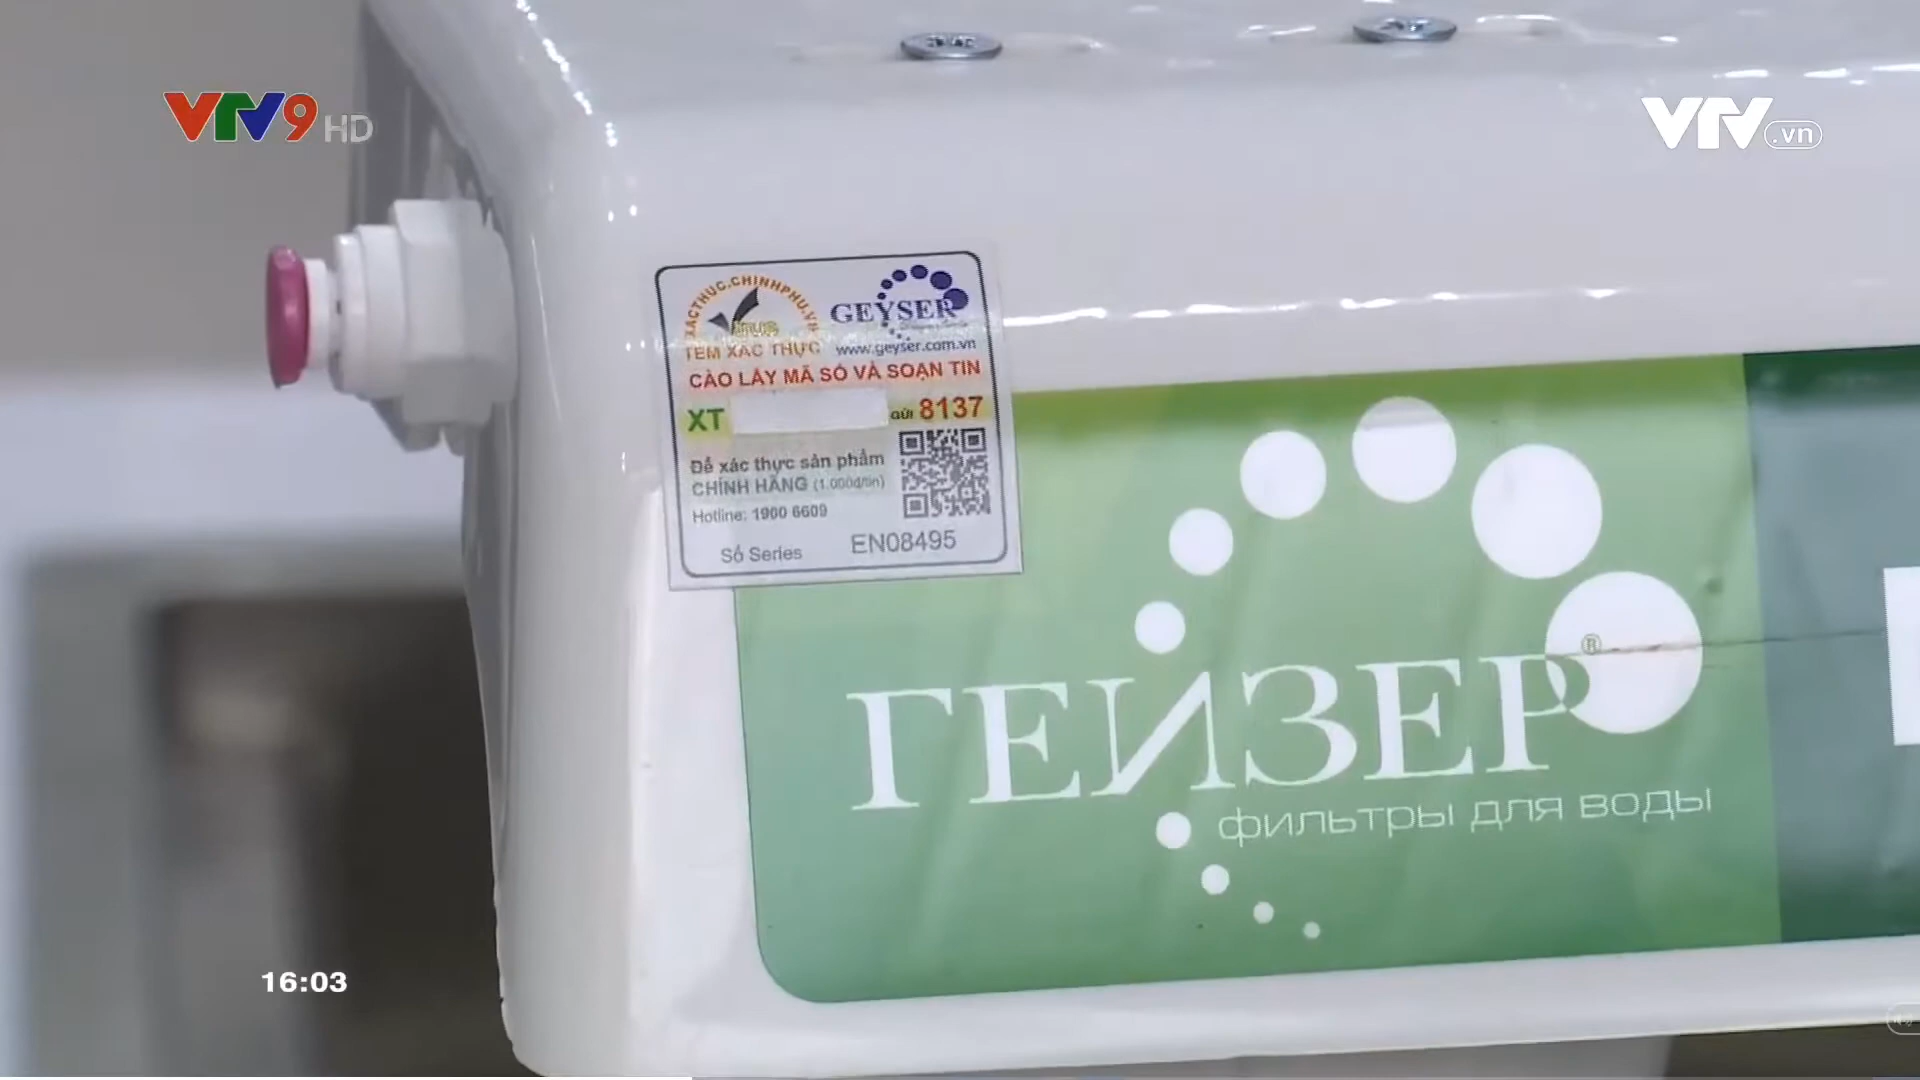 VTV9 HD
VTV.vn
XACTHUC.CHINHPHU.VN
TEM XÁC THỰC
GEYSER
www.geyser.com.vn
CÀO LẤY MÃ SỐ VÀ SOẠN TIN
XT gửi 8137
Để xác thực sản phẩm
CHÍNH HÃNG (1.000đ/tin)
Hotline: 1900 6609
Số Series EN08495
ГЕЙЗЕР®
фильтры для воды
16:03